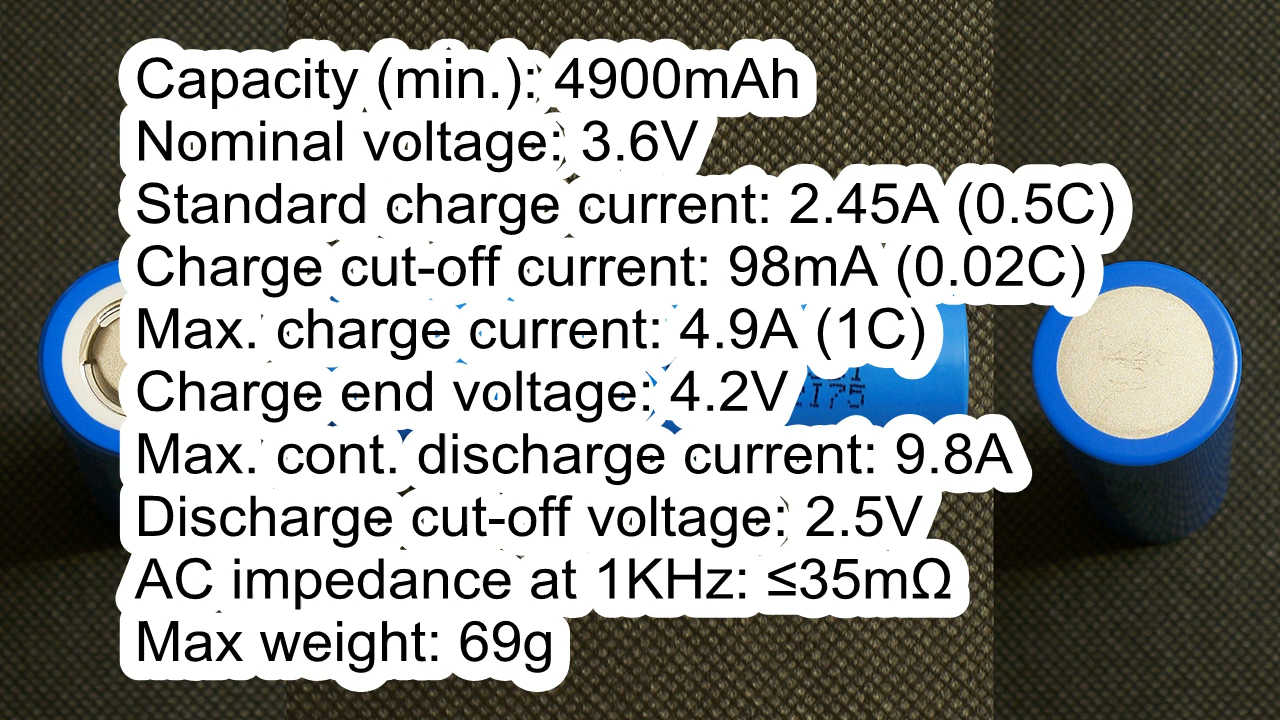 Capacity (min.): 4900mAh
Nominal voltage: 3.6V
Standard charge current: 2.45A (0.5C)
Charge cut-off current: 98mA (0.02C)
Max. charge current: 4.9A (1C)
Charge end voltage: 4.2V
Max. cont. discharge current: 9.8A
Discharge cut-off voltage: 2.5V
AC impedance at 1KHz: ≤35mΩ
Max weight: 69g